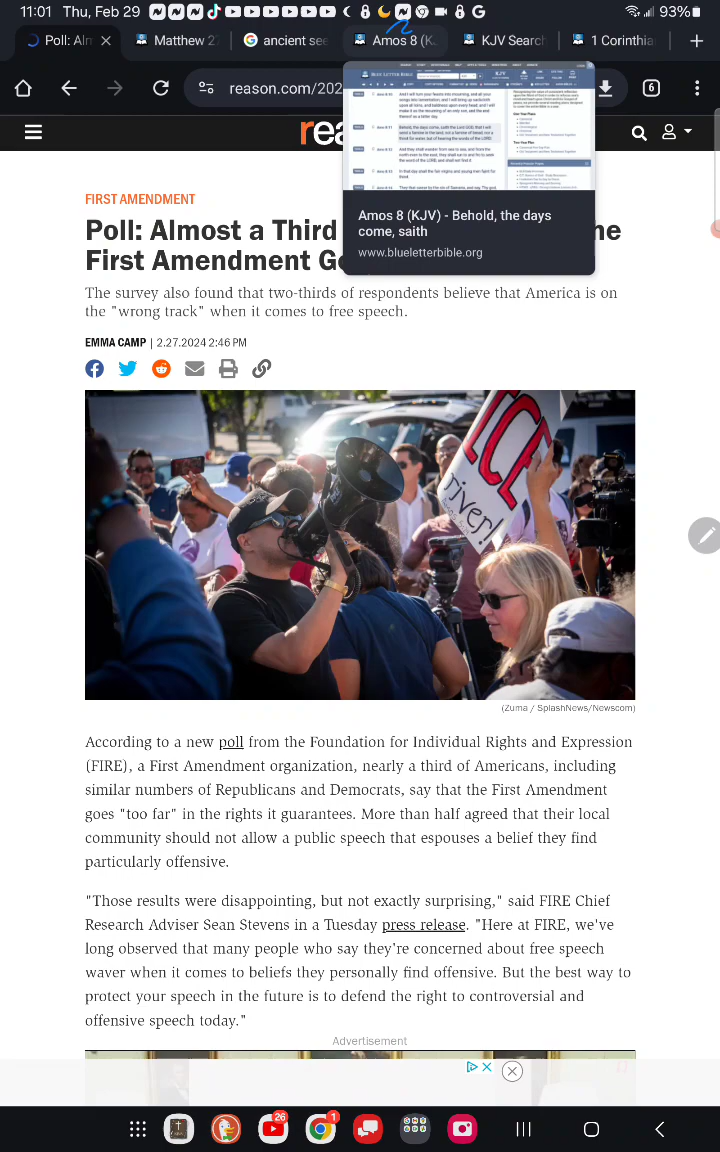 11:01 Thu, Feb 29
93%
Poll: Alm
Matthew 2
ancient see
Amos 8 (K.
KJV Search
1 Corinthia
reason.com/202
6
rea
Amos 8 (KJV) - Behold, the days
come, saith
www.blueletterbible.org
FIRST AMENDMENT
Poll: Almost a Third he
First Amendment G
The survey also found that two-thirds of respondents believe that America is on
the "wrong track" when it comes to free speech.
EMMA CAMP | 2.27.2024 2:46 PM
ICE
river!
(Zuma / SplashNews/Newscom)
According to a new poll from the Foundation for Individual Rights and Expression
(FIRE), a First Amendment organization, nearly a third of Americans, including
similar numbers of Republicans and Democrats, say that the First Amendment
goes "too far" in the rights it guarantees. More than half agreed that their local
community should not allow a public speech that espouses a belief they find
particularly offensive.
"Those results were disappointing, but not exactly surprising," said FIRE Chief
Research Adviser Sean Stevens in a Tuesday press release. "Here at FIRE, we've
long observed that many people who say they're concerned about free speech
waver when it comes to beliefs they personally find offensive. But the best way to
protect your speech in the future is to defend the right to controversial and
offensive speech today."
Advertisement
26
1